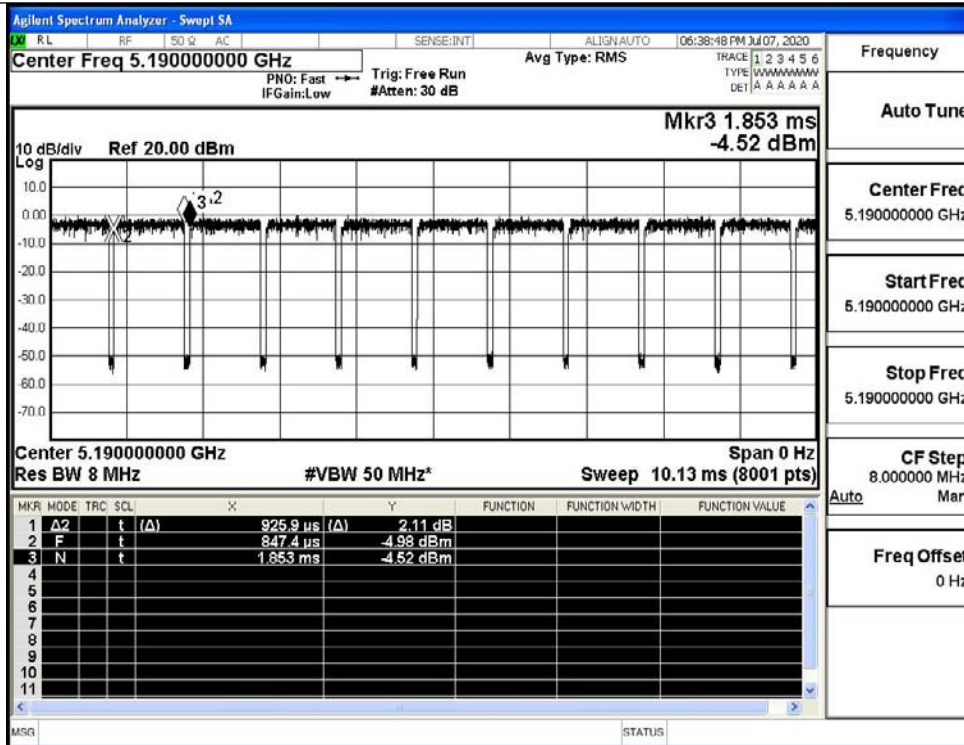 Agilent Spectrum Analyzer - Swept SA
RL RF 50 Ω AC SENSE:INT ALIGN AUTO 06:38:48 PM Jul 07, 2020
Center Freq 5.190000000 GHz
PNO: Fast
IFGain:Low
Trig: Free Run
#Atten: 30 dB
Avg Type: RMS
TRACE 1 2 3 4 5 6
TYPE WWWWWW
DET A A A A A A
Mkr3 1.853 ms
-4.52 dBm
10 dB/div Ref 20.00 dBm
Log
10.0
0.00
-10.0
-20.0
-30.0
-40.0
-50.0
-60.0
-70.0
3
2
2
Center 5.190000000 GHz Span 0 Hz
Res BW 8 MHz #VBW 50 MHz* Sweep 10.13 ms (8001 pts)
MKR MODE TRC SCL X Y FUNCTION FUNCTION WIDTH FUNCTION VALUE
1 Δ2 t (Δ) 925.9 µs (Δ) 2.11 dB
2 F t 847.4 µs -4.98 dBm
3 N t 1.853 ms -4.52 dBm
4
5
6
7
8
9
10
11
MSG STATUS
Frequency
Auto Tune
Center Freq
5.190000000 GHz
Start Freq
5.190000000 GHz
Stop Freq
5.190000000 GHz
CF Step
8.000000 MHz
Auto Man
Freq Offset
0 Hz